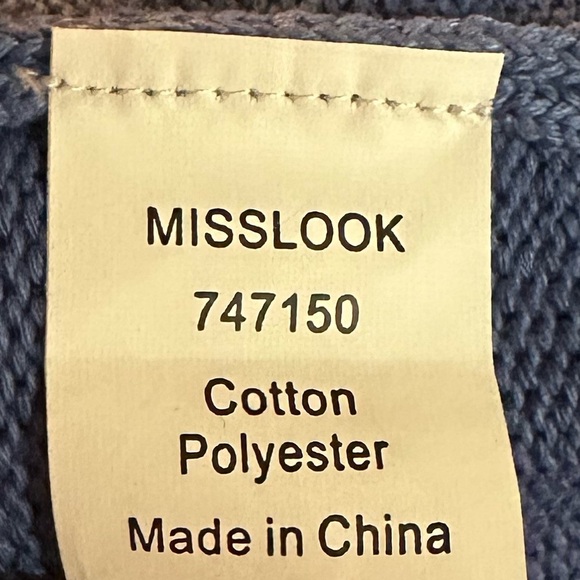 MISSLOOK
747150
Cotton
Polyester
Made in China